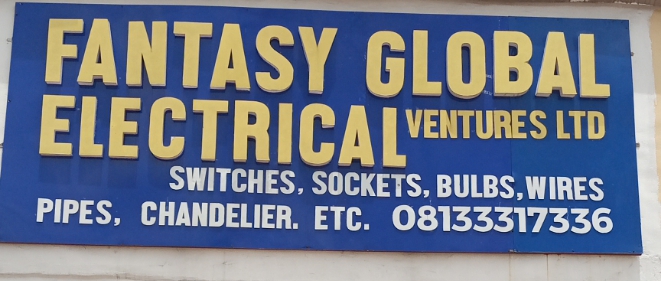 FANTASY GLOBAL
ELECTRICAL VENTURES LTD
SWITCHES, SOCKETS, BULBS, WIRES
PIPES, CHANDELIER. ETC. 08133317336